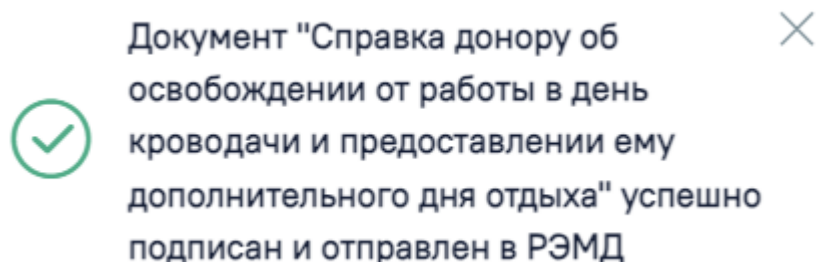 Документ "Справка донору об
освобождении от работы в день
кроводачи и предоставлении ему
дополнительного дня отдыха" успешно
подписан и отправлен в РЭМД